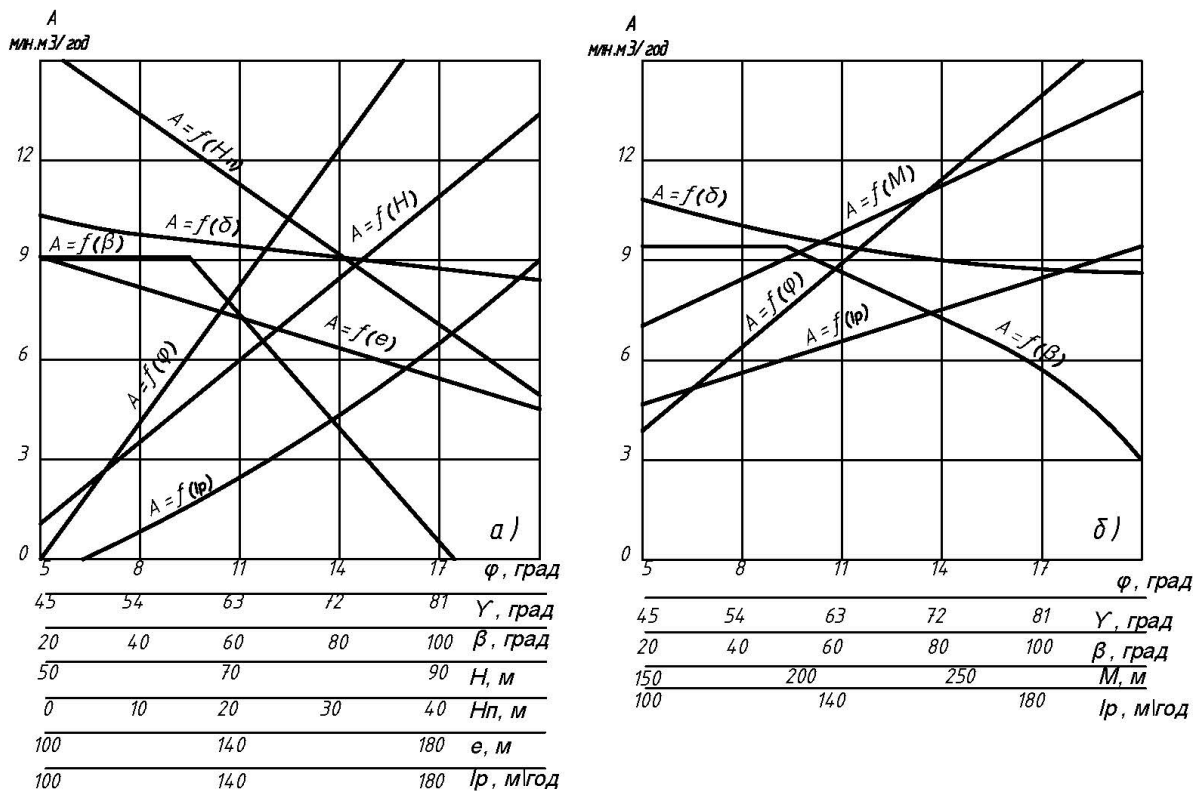 А
млн.м3/год
12
9
6
3
0
A=f(Hп)
A=f(δ)
A=f(H)
A=f(β)
A=f(e)
A=f(φ)
A=f(lp)
а)
5 8 11 14 17 φ, град
45 54 63 72 81 ϒ, град
20 40 60 80 100 β, град
50 70 90 Н, м
0 10 20 30 40 Нп, м
100 140 180 е, м
100 140 180 lp, м\год
А
млн.м3/год
12
9
6
3
0
A=f(δ)
A=f(M)
A=f(φ)
A=f(lp)
A=f(β)
б)
5 8 11 14 17 φ, град
45 54 63 72 81 ϒ, град
20 40 60 80 100 β, град
150 200 250 М, м
100 140 180 lp, м\год